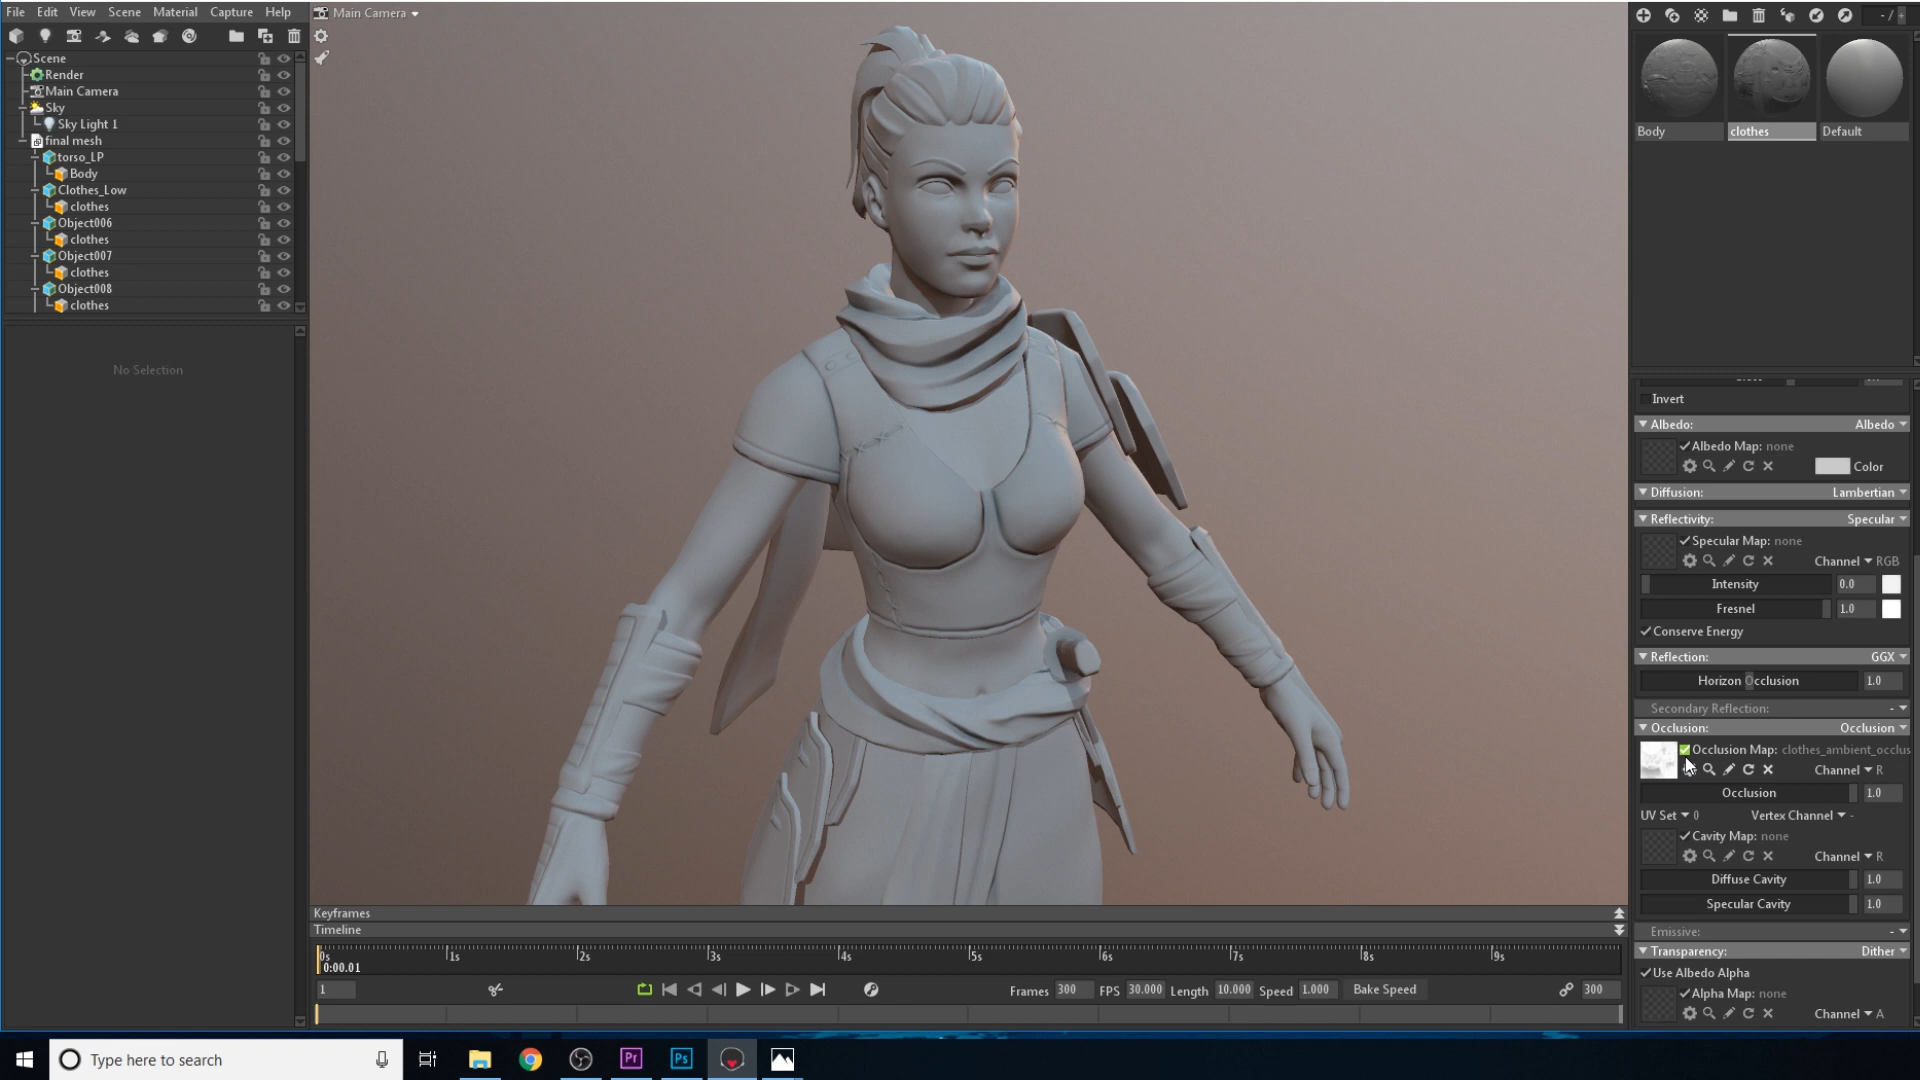 File Edit View Scene Material Capture Help
Main Camera
- /
Scene
Render
Main Camera
Sky
Sky Light 1
final mesh
torso_LP
Body
Clothes_Low
clothes
Object006
clothes
Object007
clothes
Object008
clothes
No Selection
Body
clothes
Default
Invert
Albedo: Albedo
Albedo Map: none
Color
Diffusion: Lambertian
Reflectivity: Specular
Specular Map: none
Channel RGB
Intensity 0.0
Fresnel 1.0
Conserve Energy
Reflection: GGX
Horizon Occlusion 1.0
Secondary Reflection: -
Occlusion: Occlusion
Occlusion Map: clothes_ambient_occlus
Channel R
Occlusion 1.0
UV Set 0 Vertex Channel -
Cavity Map: none
Channel R
Diffuse Cavity 1.0
Specular Cavity 1.0
Emissive: -
Transparency: Dither
Use Albedo Alpha
Alpha Map: none
Channel A
Keyframes
Timeline
0s 1s 2s 3s 4s 5s 6s 7s 8s 9s
0:00.01
1 Frames 300 FPS 30.000 Length 10.000 Speed 1.000 Bake Speed 300
Type here to search
Pr
Ps